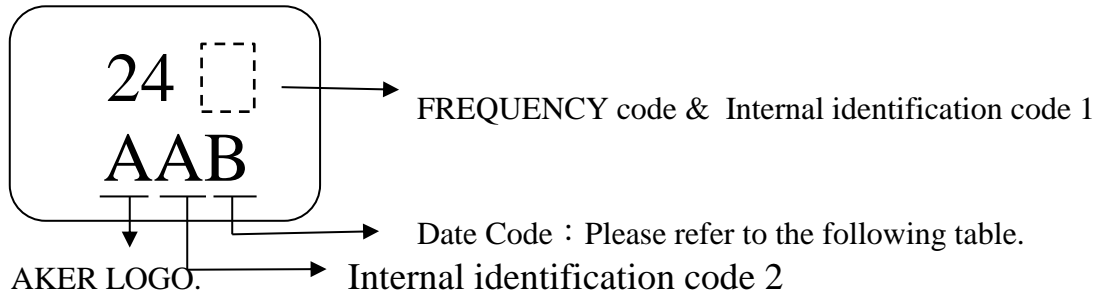 24
FREQUENCY code & Internal identification code 1
AAB
Date Code：Please refer to the following table.
AKER LOGO.
Internal identification code 2